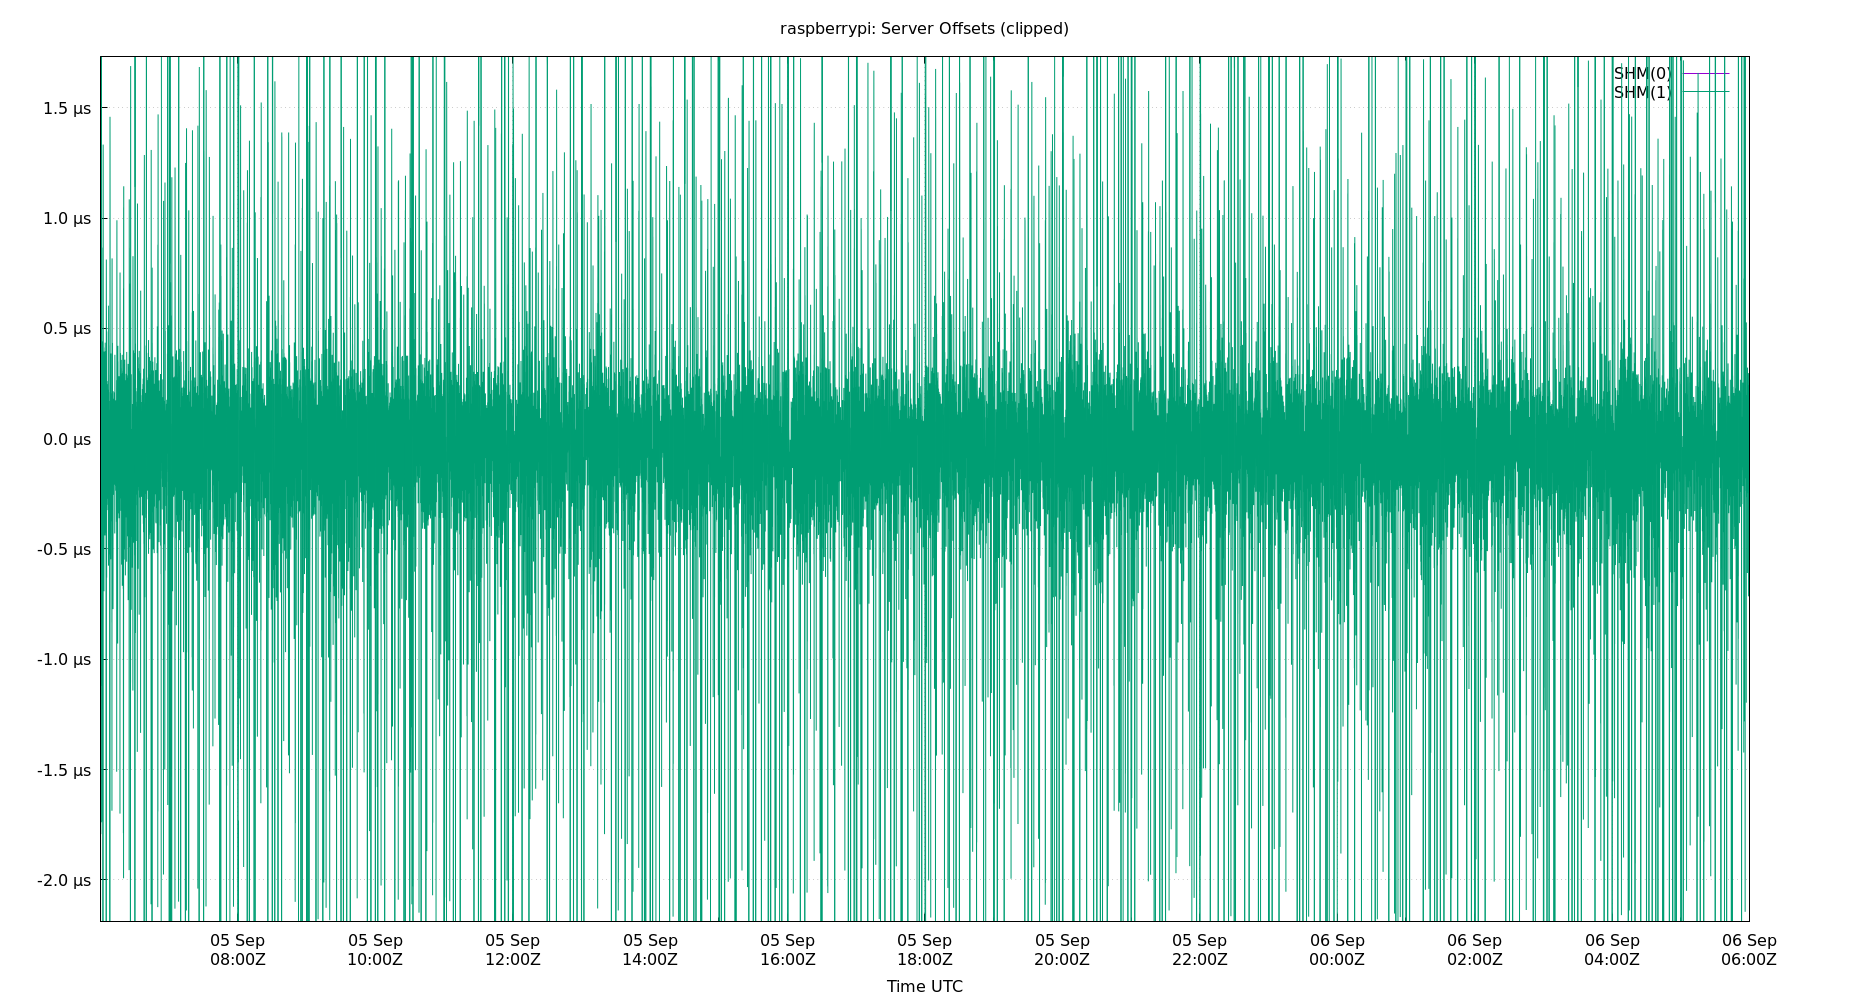 raspberrypi: Server Offsets (clipped)
SHM(0)
SHM(1)
1.5 µs
1.0 µs
0.5 µs
0.0 µs
-0.5 µs
-1.0 µs
-1.5 µs
-2.0 µs
05 Sep 05 Sep 05 Sep 05 Sep 05 Sep 05 Sep 05 Sep 05 Sep 06 Sep 06 Sep 06 Sep 06 Sep
08:00Z 10:00Z 12:00Z 14:00Z 16:00Z 18:00Z 20:00Z 22:00Z 00:00Z 02:00Z 04:00Z 06:00Z
Time UTC